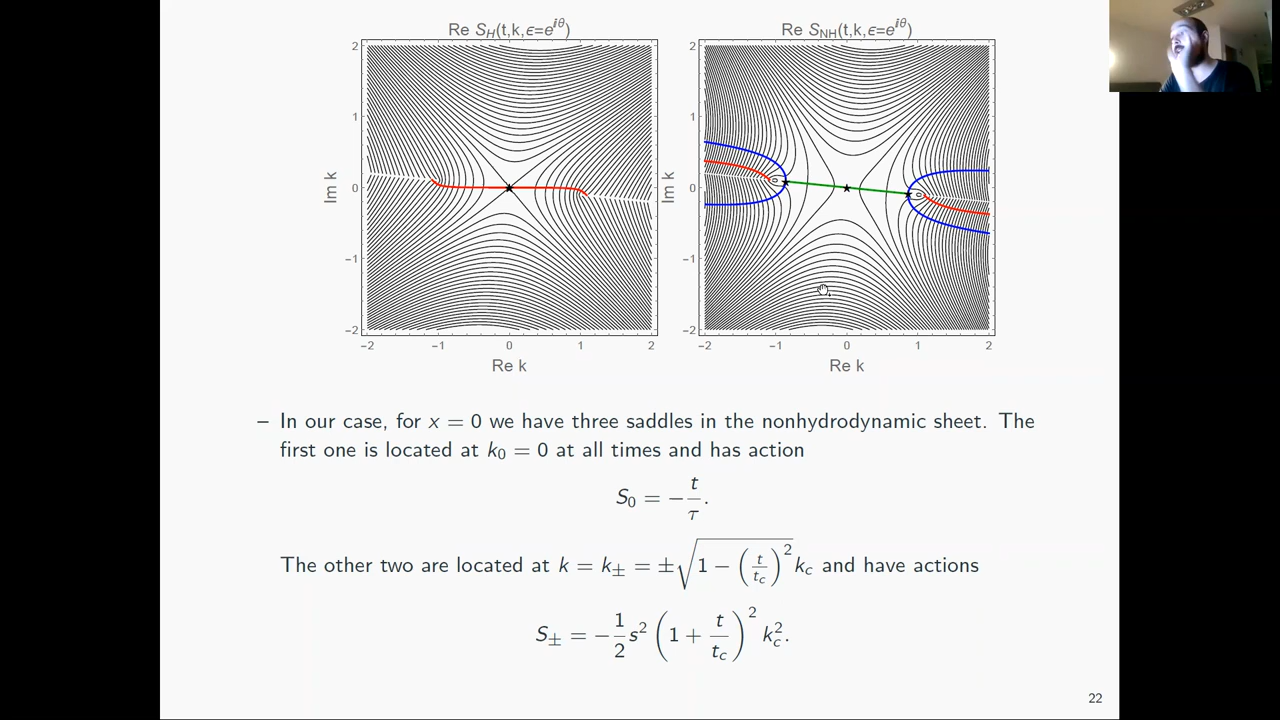 22
Re S_H(t,k,ϵ=e^{iθ})
Re S_NH(t,k,ϵ=e^{iθ})
2
1
0
−1
−2
Im k
−2 −1 0 1 2
Re k
2
1
0
−1
−2
Im k
−2 −1 0 1 2
Re k
– In our case, for x = 0 we have three saddles in the nonhydrodynamic sheet. The
first one is located at k_0 = 0 at all times and has action
S_0 = −t/τ.
The other two are located at k = k_± = ±√(1 − (t/t_c)^2) k_c and have actions
S_± = −1/2 s^2 (1 + t/t_c)^2 k_c^2.
22